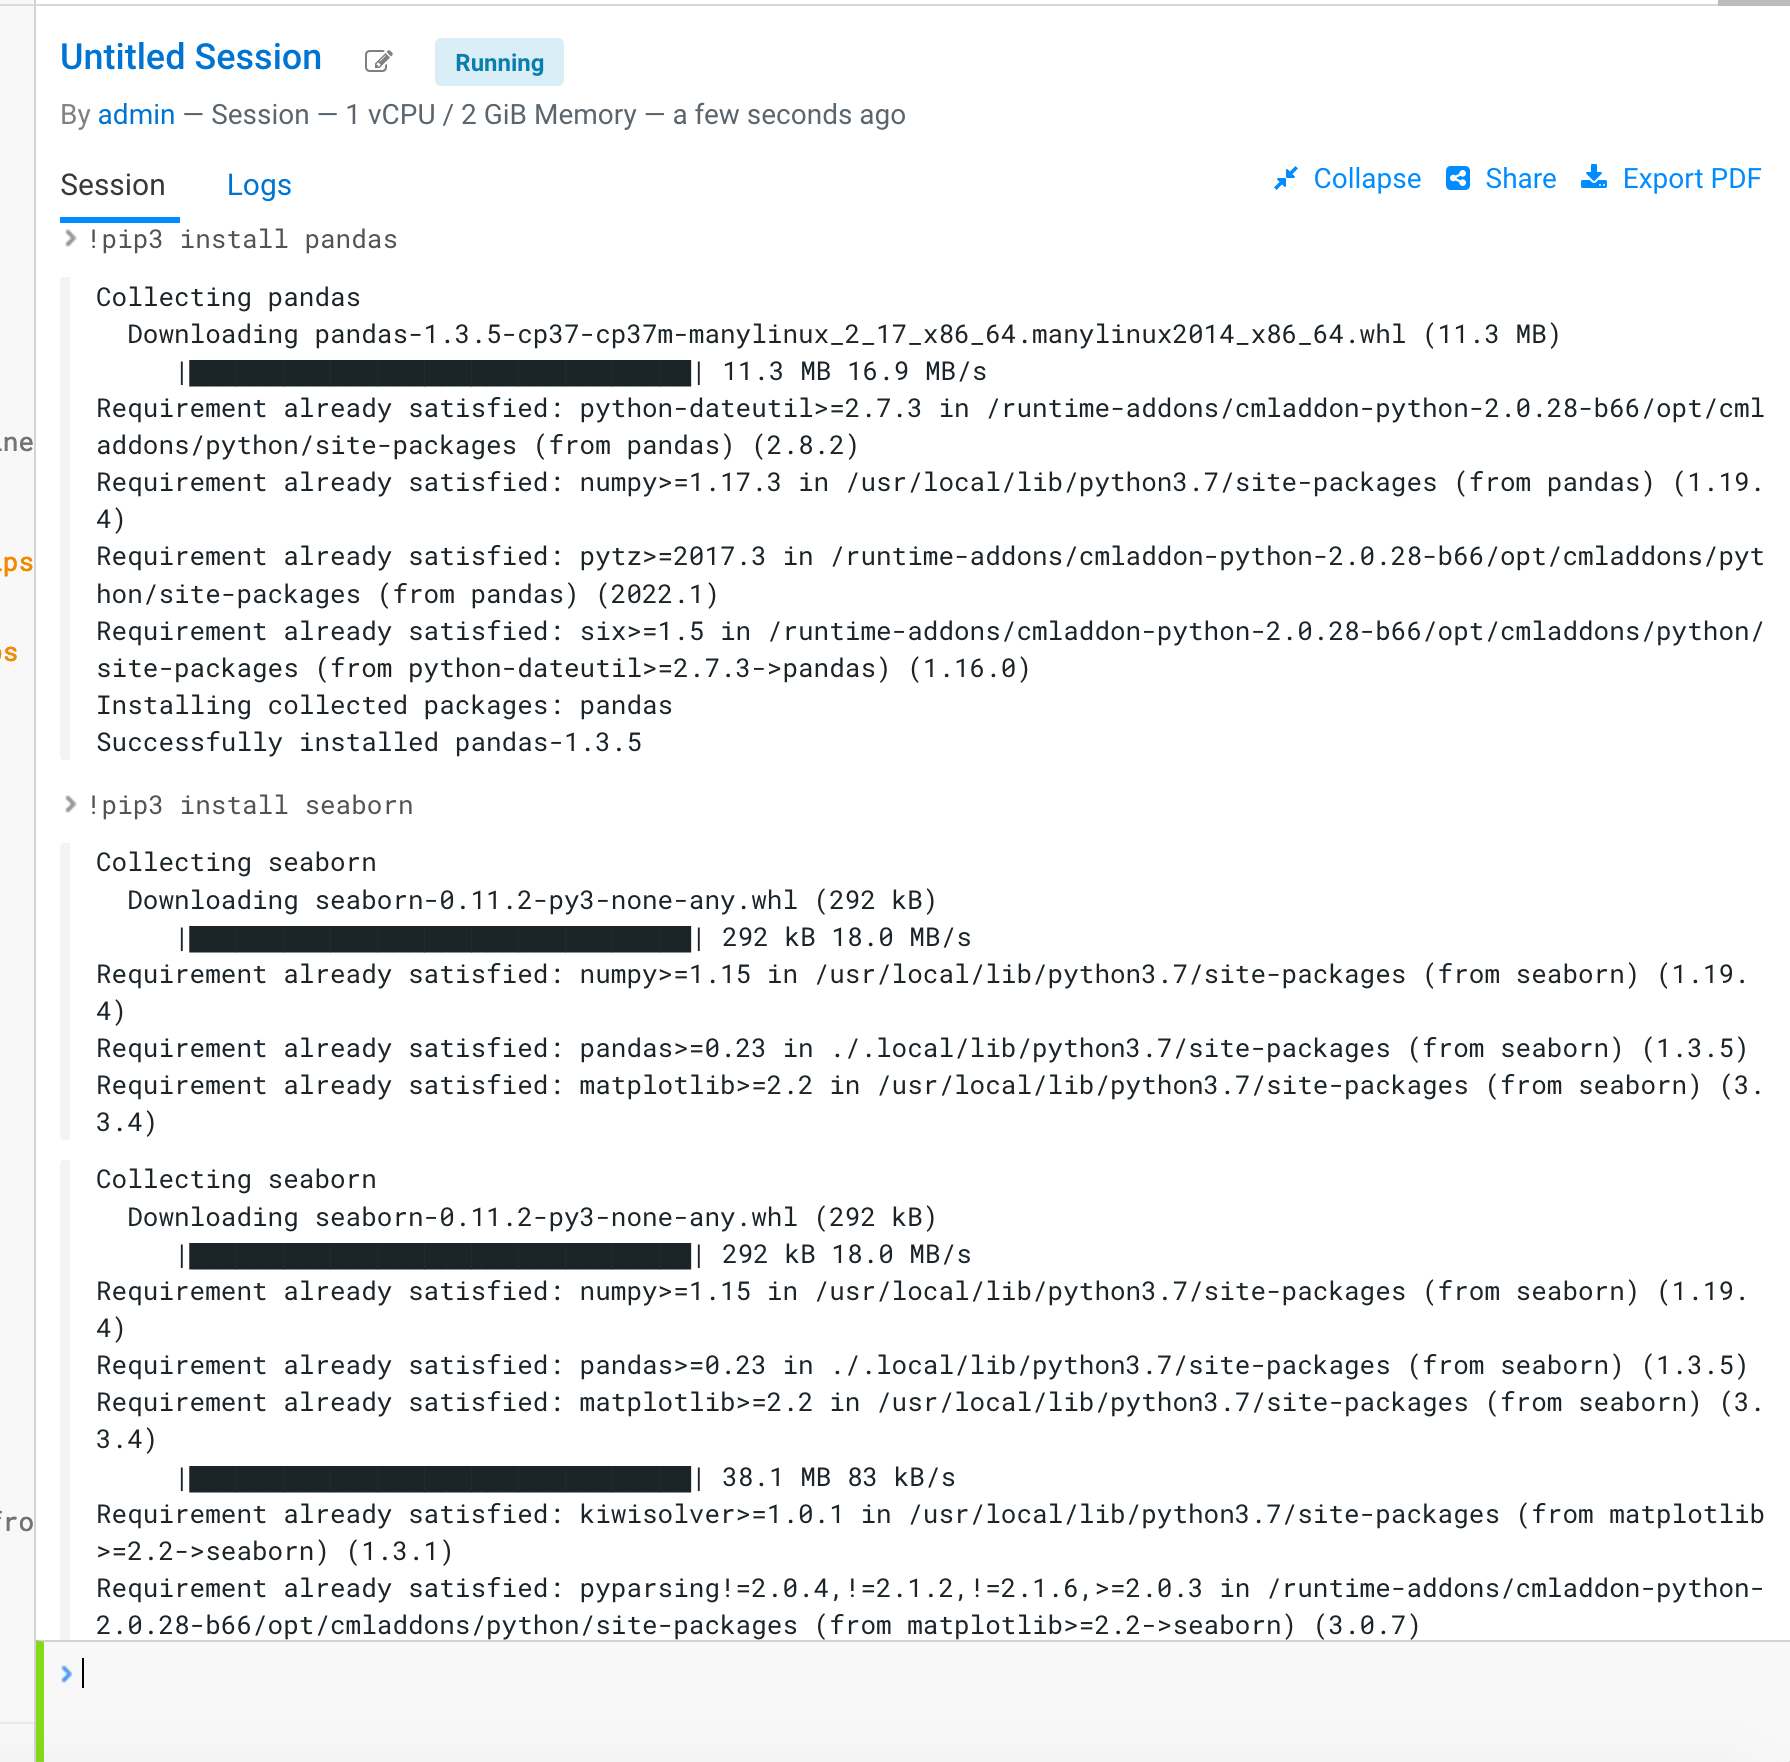 Untitled Session Running
By admin — Session — 1 vCPU / 2 GiB Memory — a few seconds ago
Session Logs Collapse Share Export PDF
!pip3 install pandas
Collecting pandas
Downloading pandas-1.3.5-cp37-cp37m-manylinux_2_17_x86_64.manylinux2014_x86_64.whl (11.3 MB)
|████████████████████████████████| 11.3 MB 16.9 MB/s
Requirement already satisfied: python-dateutil>=2.7.3 in /runtime-addons/cmladdon-python-2.0.28-b66/opt/cml
addons/python/site-packages (from pandas) (2.8.2)
Requirement already satisfied: numpy>=1.17.3 in /usr/local/lib/python3.7/site-packages (from pandas) (1.19.
4)
Requirement already satisfied: pytz>=2017.3 in /runtime-addons/cmladdon-python-2.0.28-b66/opt/cmladdons/pyt
hon/site-packages (from pandas) (2022.1)
Requirement already satisfied: six>=1.5 in /runtime-addons/cmladdon-python-2.0.28-b66/opt/cmladdons/python/
site-packages (from python-dateutil>=2.7.3->pandas) (1.16.0)
Installing collected packages: pandas
Successfully installed pandas-1.3.5
!pip3 install seaborn
Collecting seaborn
Downloading seaborn-0.11.2-py3-none-any.whl (292 kB)
|████████████████████████████████| 292 kB 18.0 MB/s
Requirement already satisfied: numpy>=1.15 in /usr/local/lib/python3.7/site-packages (from seaborn) (1.19.
4)
Requirement already satisfied: pandas>=0.23 in ./.local/lib/python3.7/site-packages (from seaborn) (1.3.5)
Requirement already satisfied: matplotlib>=2.2 in /usr/local/lib/python3.7/site-packages (from seaborn) (3.
3.4)
Collecting seaborn
Downloading seaborn-0.11.2-py3-none-any.whl (292 kB)
|████████████████████████████████| 292 kB 18.0 MB/s
Requirement already satisfied: numpy>=1.15 in /usr/local/lib/python3.7/site-packages (from seaborn) (1.19.
4)
Requirement already satisfied: pandas>=0.23 in ./.local/lib/python3.7/site-packages (from seaborn) (1.3.5)
Requirement already satisfied: matplotlib>=2.2 in /usr/local/lib/python3.7/site-packages (from seaborn) (3.
3.4)
|████████████████████████████████| 38.1 MB 83 kB/s
Requirement already satisfied: kiwisolver>=1.0.1 in /usr/local/lib/python3.7/site-packages (from matplotlib
>=2.2->seaborn) (1.3.1)
Requirement already satisfied: pyparsing!=2.0.4,!=2.1.2,!=2.1.6,>=2.0.3 in /runtime-addons/cmladdon-python-
2.0.28-b66/opt/cmladdons/python/site-packages (from matplotlib>=2.2->seaborn) (3.0.7)